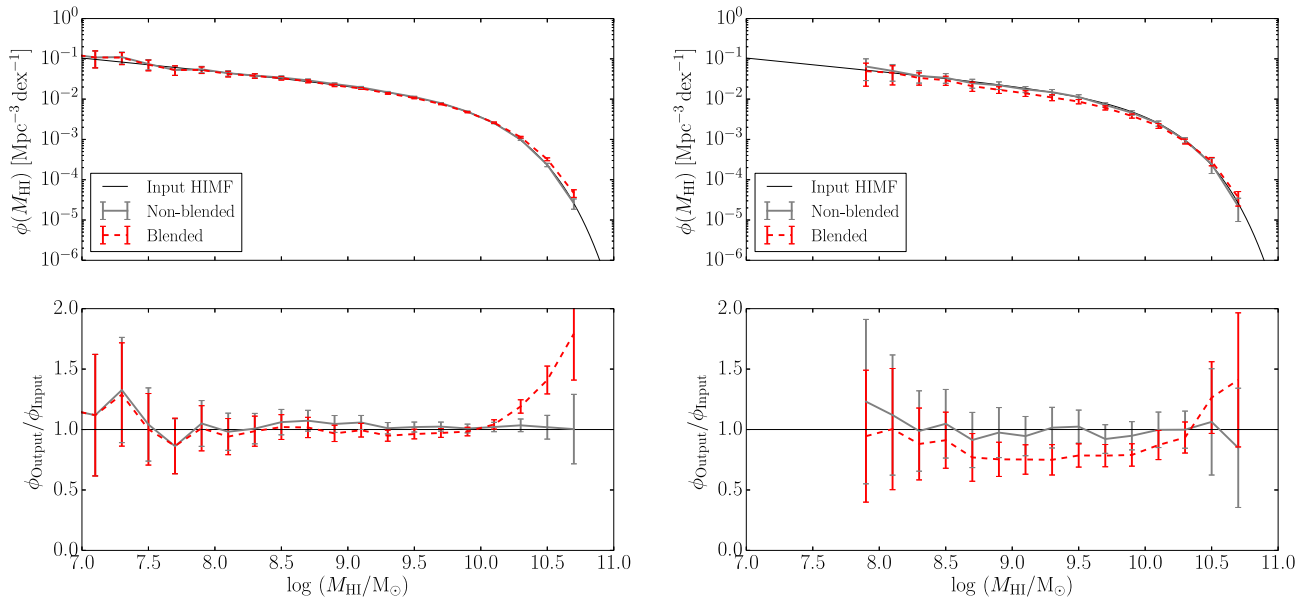 10^0
10^-1
10^-2
10^-3
10^-4
10^-5
10^-6
ϕ(M_HI) [Mpc^-3 dex^-1]
Input HIMF
Non-blended
Blended
10^0
10^-1
10^-2
10^-3
10^-4
10^-5
10^-6
ϕ(M_HI) [Mpc^-3 dex^-1]
Input HIMF
Non-blended
Blended
2.0
1.5
1.0
0.5
0.0
ϕ_Output/ϕ_Input
7.0 7.5 8.0 8.5 9.0 9.5 10.0 10.5 11.0
log (M_HI/M_⊙)
2.0
1.5
1.0
0.5
0.0
ϕ_Output/ϕ_Input
7.0 7.5 8.0 8.5 9.0 9.5 10.0 10.5 11.0
log (M_HI/M_⊙)